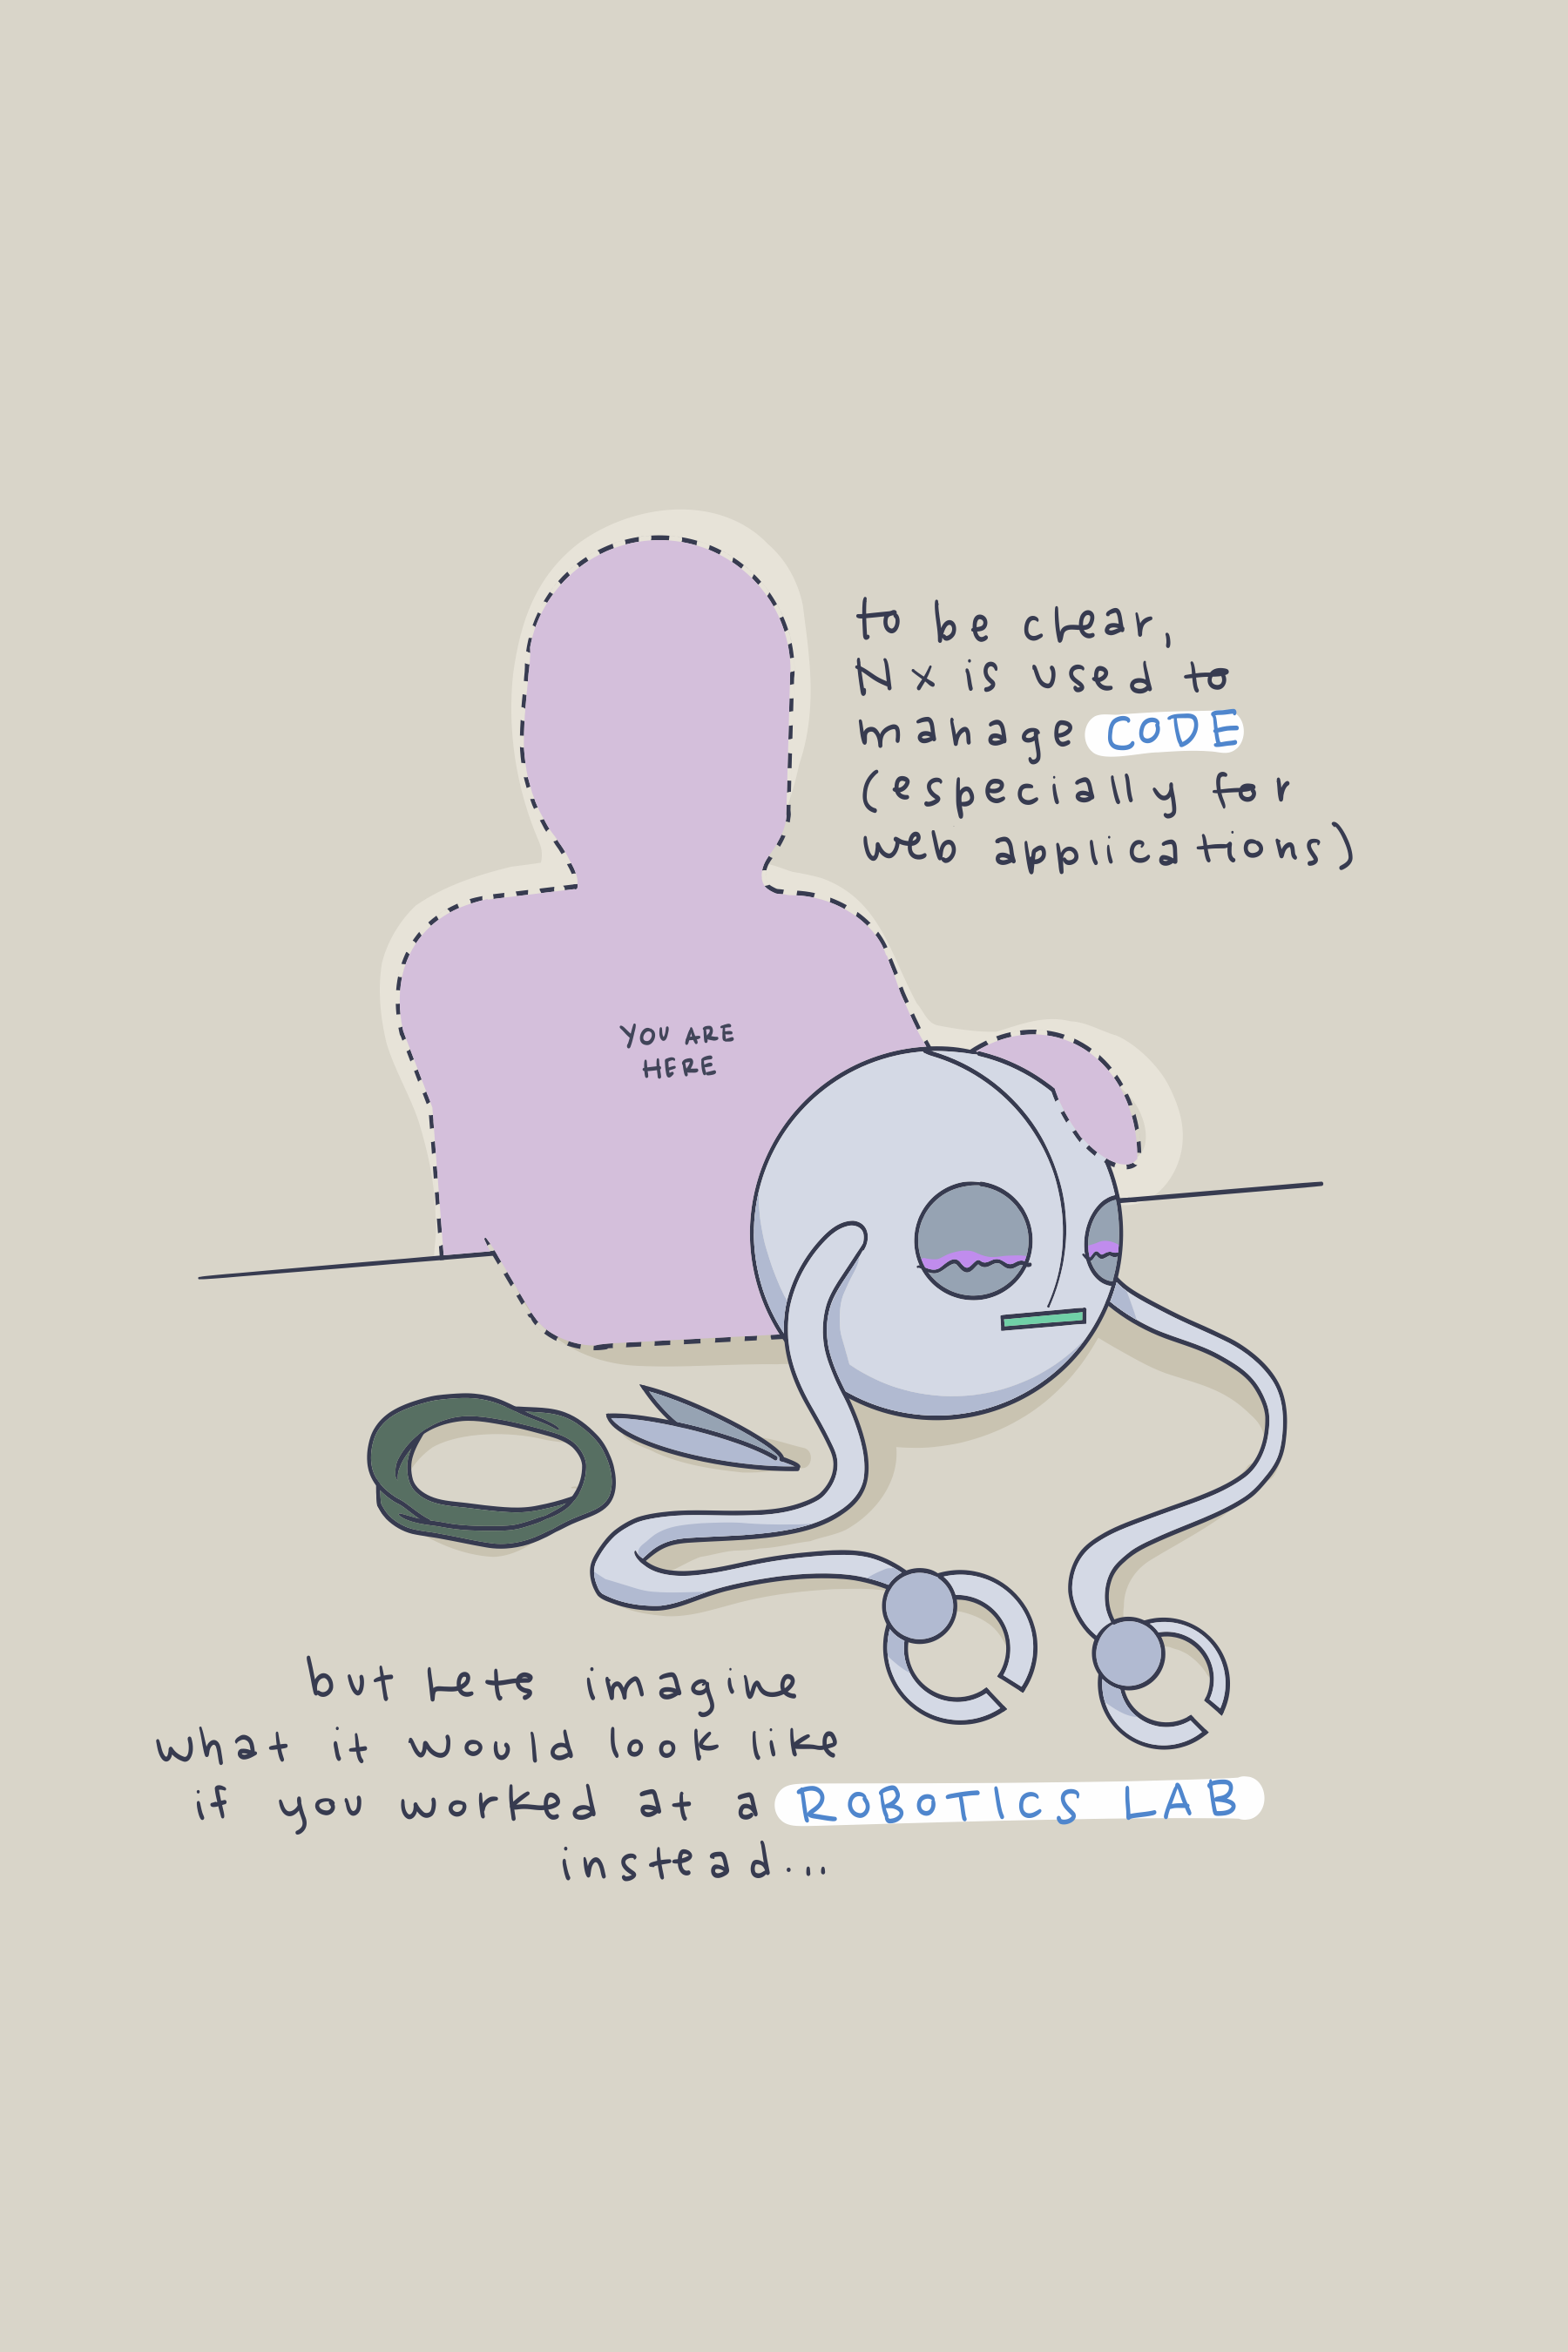 to be clear,
Nx is used to
manage CODE
(especially for
web applications)
YOU ARE
HERE
but lets imagine
what it would look like
if you worked at a ROBOTICS LAB
instead...